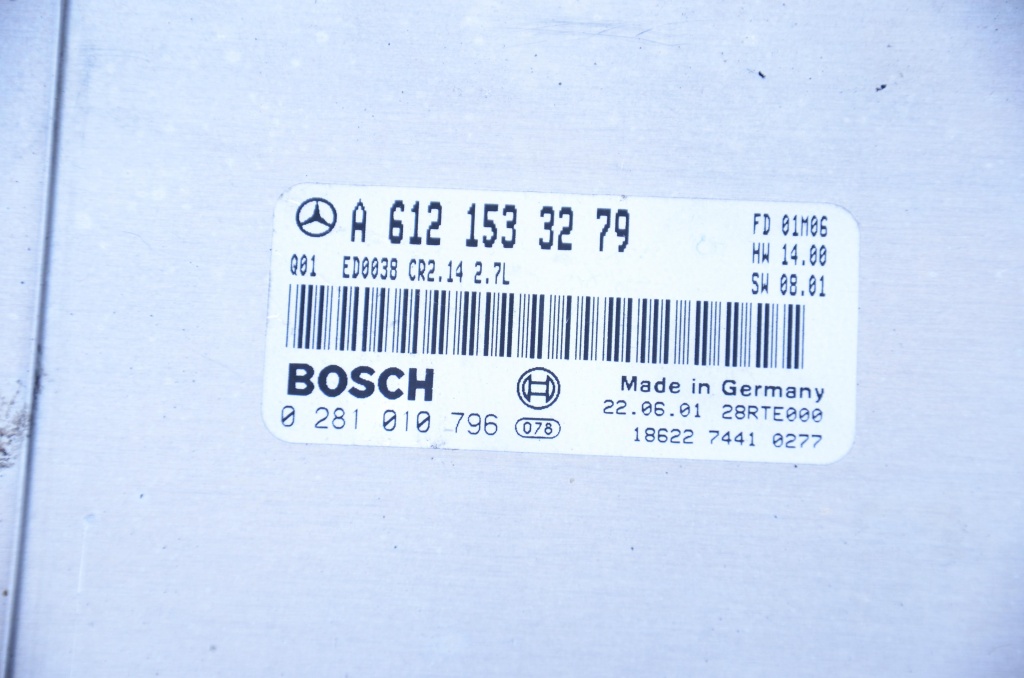 A 612 153 32 79
FD 01M06
HW 14.00
SW 08.01
Q01 ED0038 CR2.14 2.7L
BOSCH
0 281 010 796 078
Made in Germany
22.06.01 28RTE000
18622 7441 0277